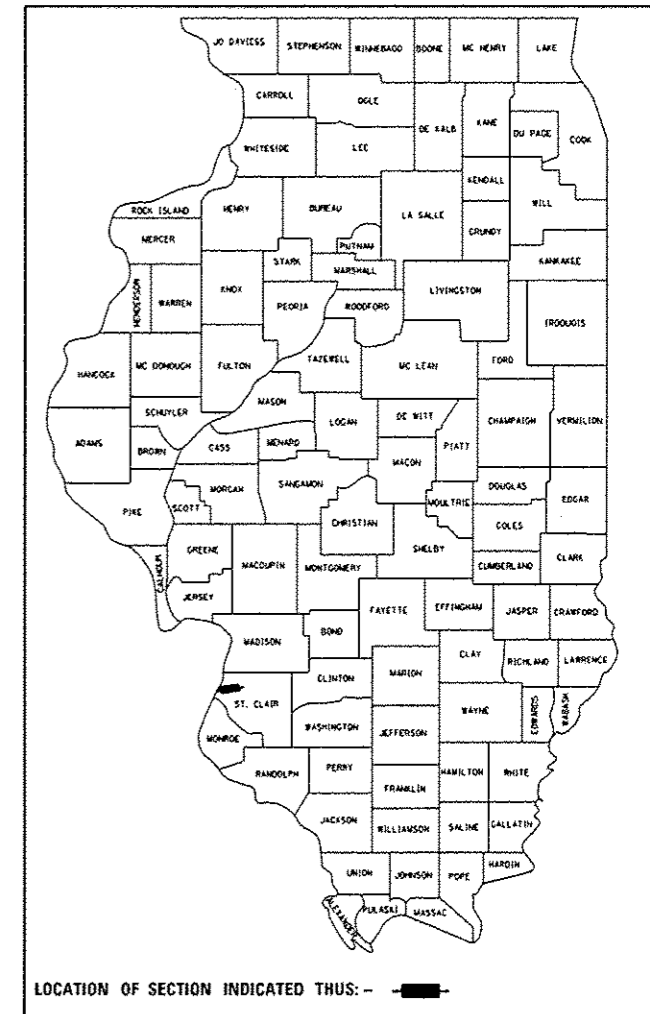 JO DAVIESS STEPHENSON WINNEBAGO BOONE MC HENRY LAKE
CARROLL OGLE DE KALB KANE DU PAGE COOK
WHITESIDE LEE
KENDALL WILL
ROCK ISLAND HENRY BUREAU LA SALLE GRUNDY
MERCER PUTNAM KANKAKEE
STARK MARSHALL
HENDERSON WARREN KNOX PEORIA WOODFORD LIVINGSTON IROQUOIS
HANCOCK MC DONOUGH FULTON TAZEWELL MC LEAN FORD
MASON
SCHUYLER LOGAN DE WITT CHAMPAIGN VERMILION
ADAMS BROWN CASS MENARD PIATT
MACON
MORGAN SANGAMON DOUGLAS EDGAR
PIKE SCOTT CHRISTIAN MOULTRIE COLES
GREENE MACOUPIN MONTGOMERY SHELBY CUMBERLAND CLARK
CALHOUN JERSEY FAYETTE EFFINGHAM JASPER CRAWFORD
MADISON BOND CLAY RICHLAND LAWRENCE
CLINTON MARION
ST. CLAIR WAYNE EDWARDS WABASH
MONROE WASHINGTON JEFFERSON
RANDOLPH PERRY HAMILTON WHITE
FRANKLIN
JACKSON WILLIAMSON SALINE GALLATIN
UNION JOHNSON POPE HARDIN
ALEXANDER PULASKI MASSAC
LOCATION OF SECTION INDICATED THUS: -